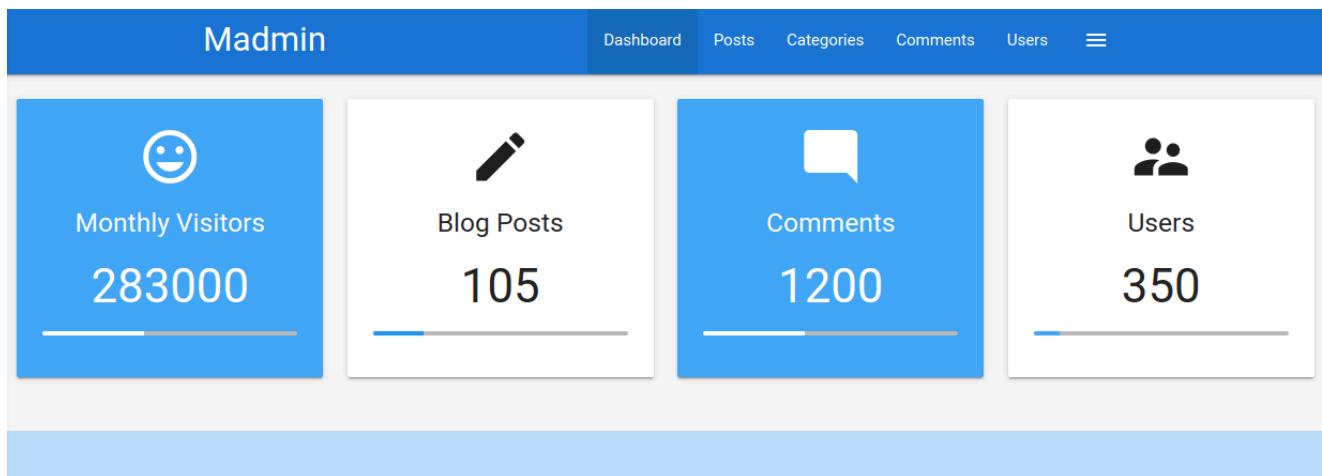 Madmin
Dashboard Posts Categories Comments Users
Monthly Visitors
283000
Blog Posts
105
Comments
1200
Users
350